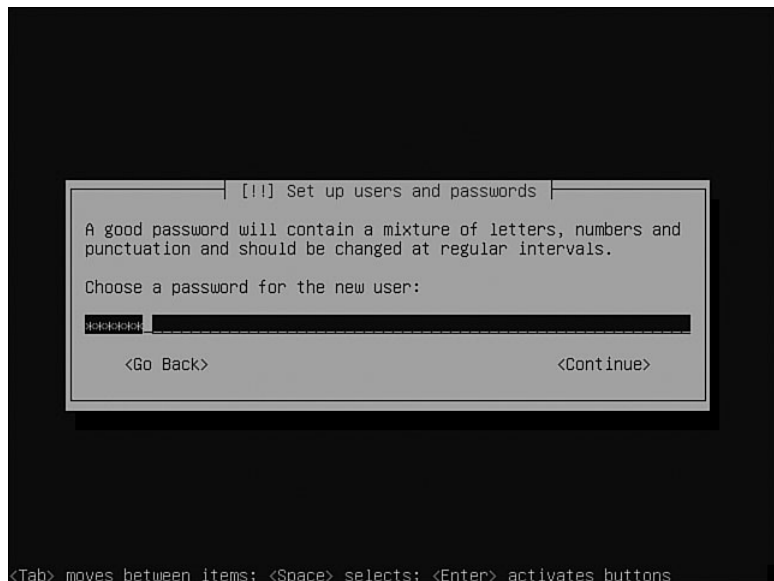 [!!] Set up users and passwords
A good password will contain a mixture of letters, numbers and
punctuation and should be changed at regular intervals.
Choose a password for the new user:
******
<Go Back> <Continue>
<Tab> moves between items; <Space> selects; <Enter> activates buttons